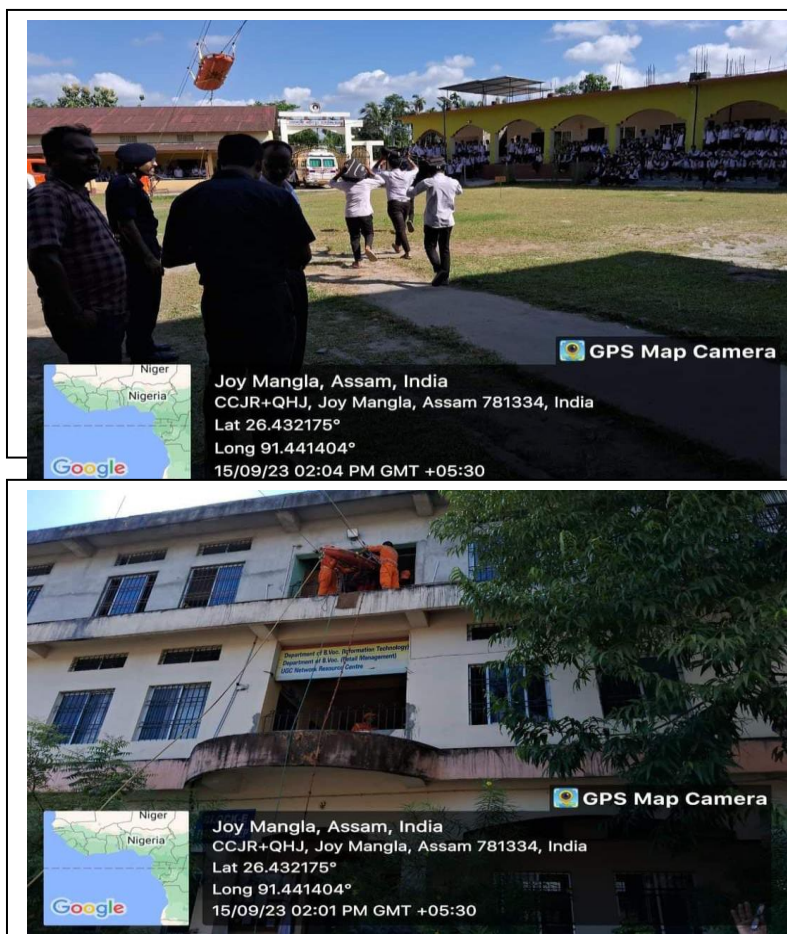 GPS Map Camera
Niger
Nigeria
Google
Joy Mangla, Assam, India
CCJR+QHJ, Joy Mangla, Assam 781334, India
Lat 26.432175°
Long 91.441404°
15/09/23 02:04 PM GMT +05:30
Department of B.Voc. (Information Technology)
Department of B.Voc. (Retail Management)
UGC Network Resource Centre
GPS Map Camera
Niger
Nigeria
Google
Joy Mangla, Assam, India
CCJR+QHJ, Joy Mangla, Assam 781334, India
Lat 26.432175°
Long 91.441404°
15/09/23 02:01 PM GMT +05:30